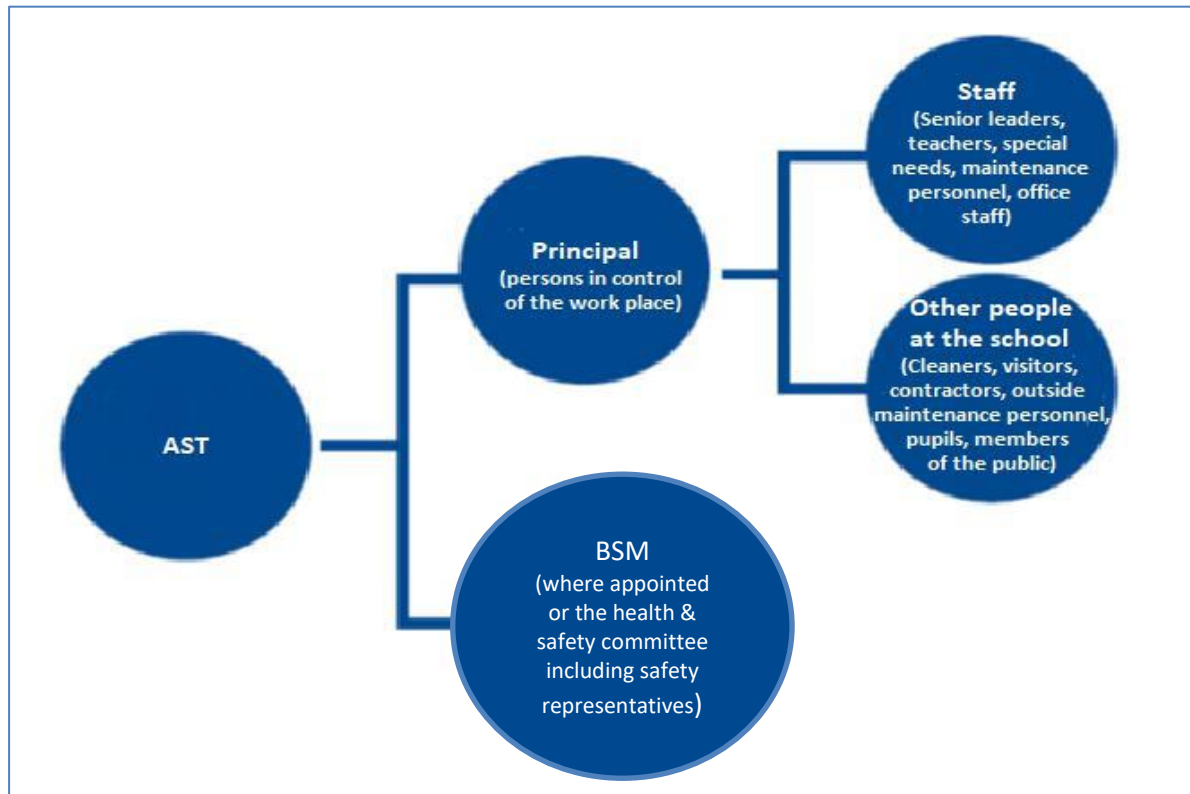 AST
Principal
(persons in control
of the work place)
Staff
(Senior leaders,
teachers, special
needs, maintenance
personnel, office
staff)
Other people
at the school
(Cleaners, visitors,
contractors, outside
maintenance personnel,
pupils, members
of the public)
BSM
(where appointed
or the health &
safety committee
including safety
representatives)